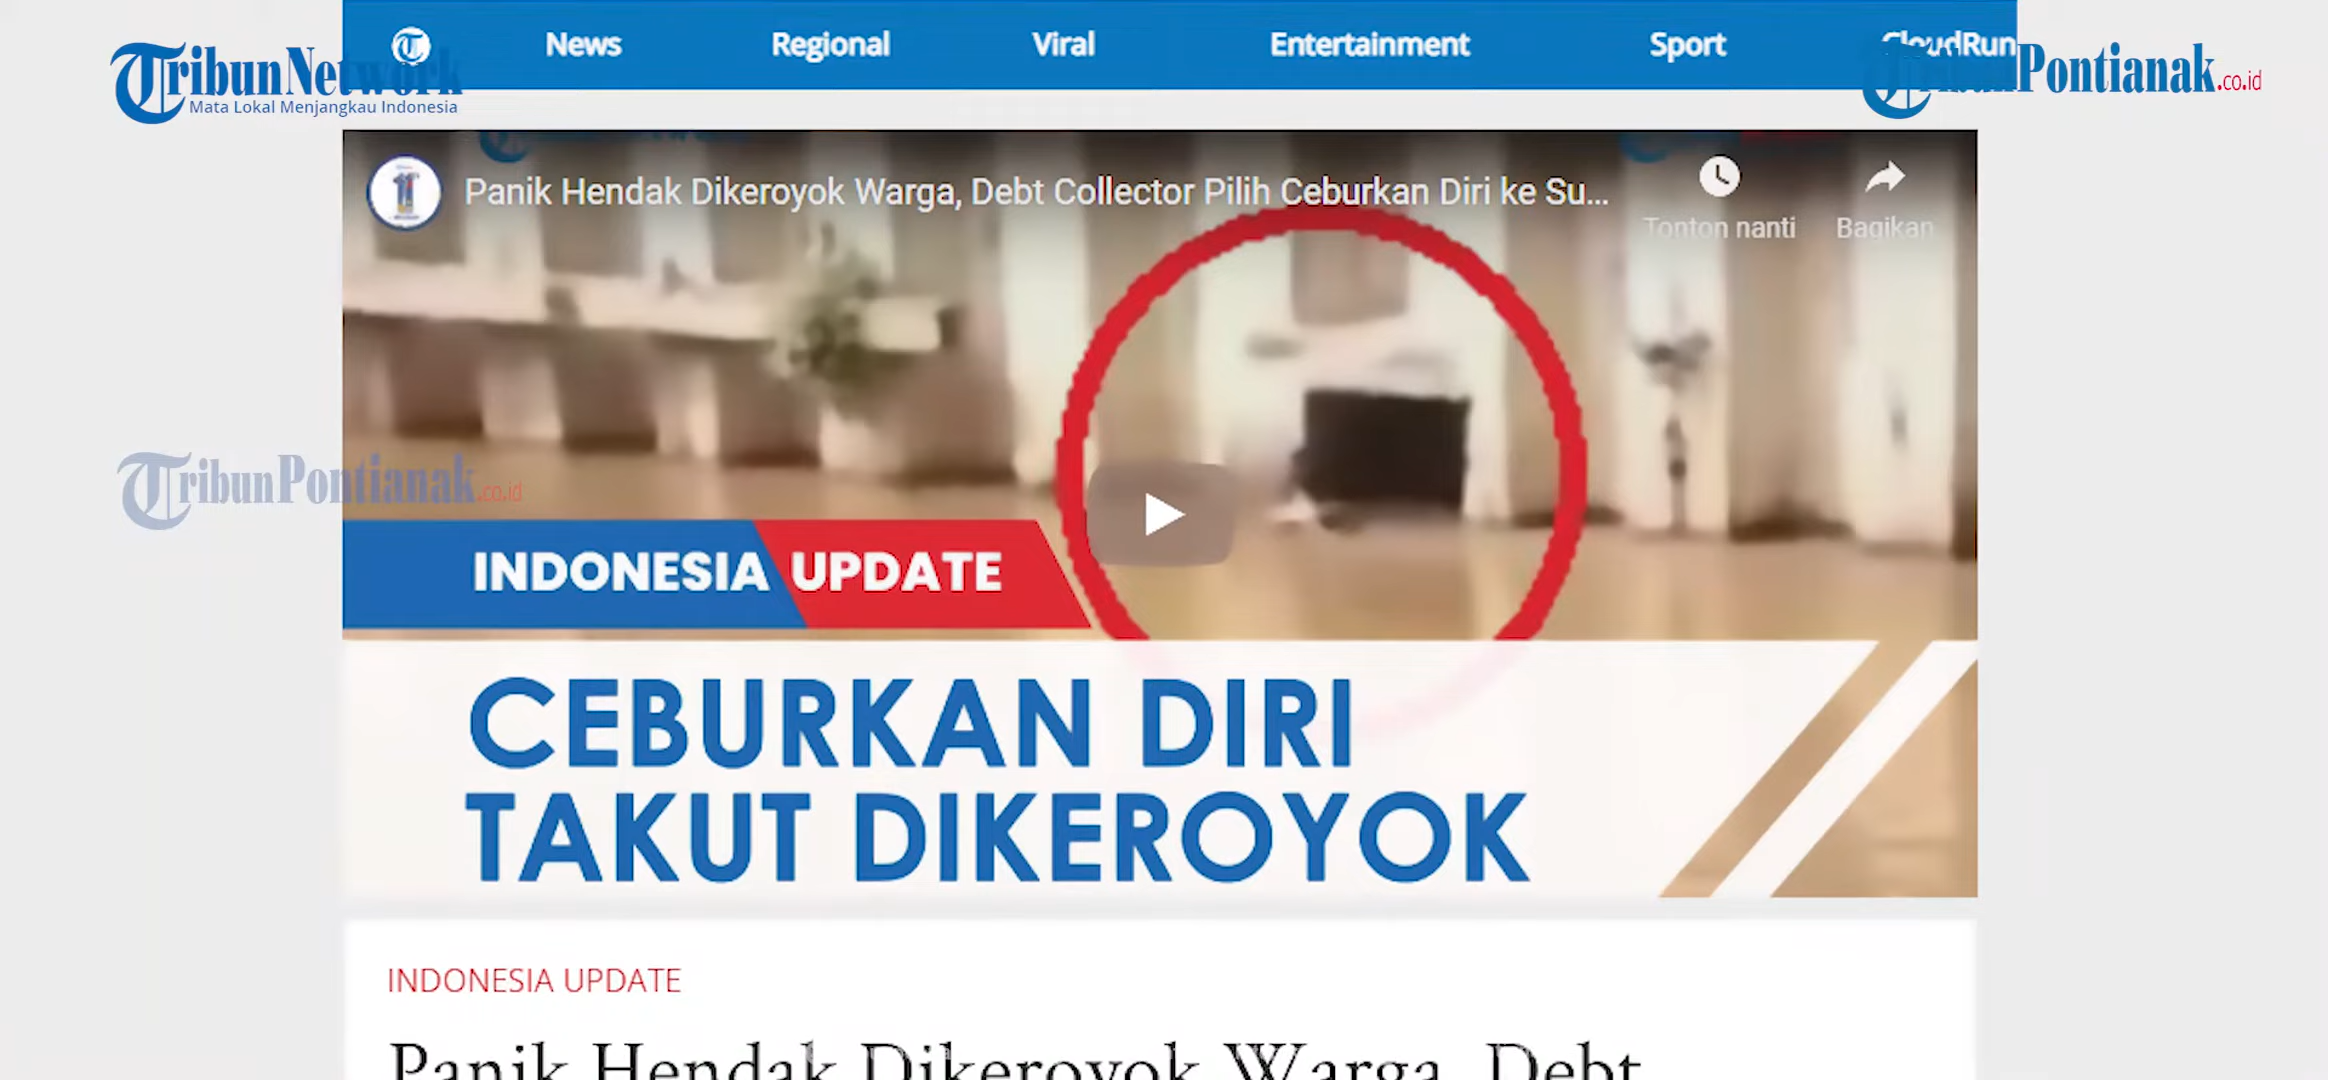 News Regional Viral Entertainment Sport CloudRun
TribunNetwork
Mata Lokal Menjangkau Indonesia
TribunPontianak.co.id
Panik Hendak Dikeroyok Warga, Debt Collector Pilih Ceburkan Diri ke Su...
Tonton nanti
Bagikan
TribunPontianak.co.id
INDONESIA UPDATE
CEBURKAN DIRI
TAKUT DIKEROYOK
INDONESIA UPDATE
Panik Hendak Dikeroyok Warga, Debt